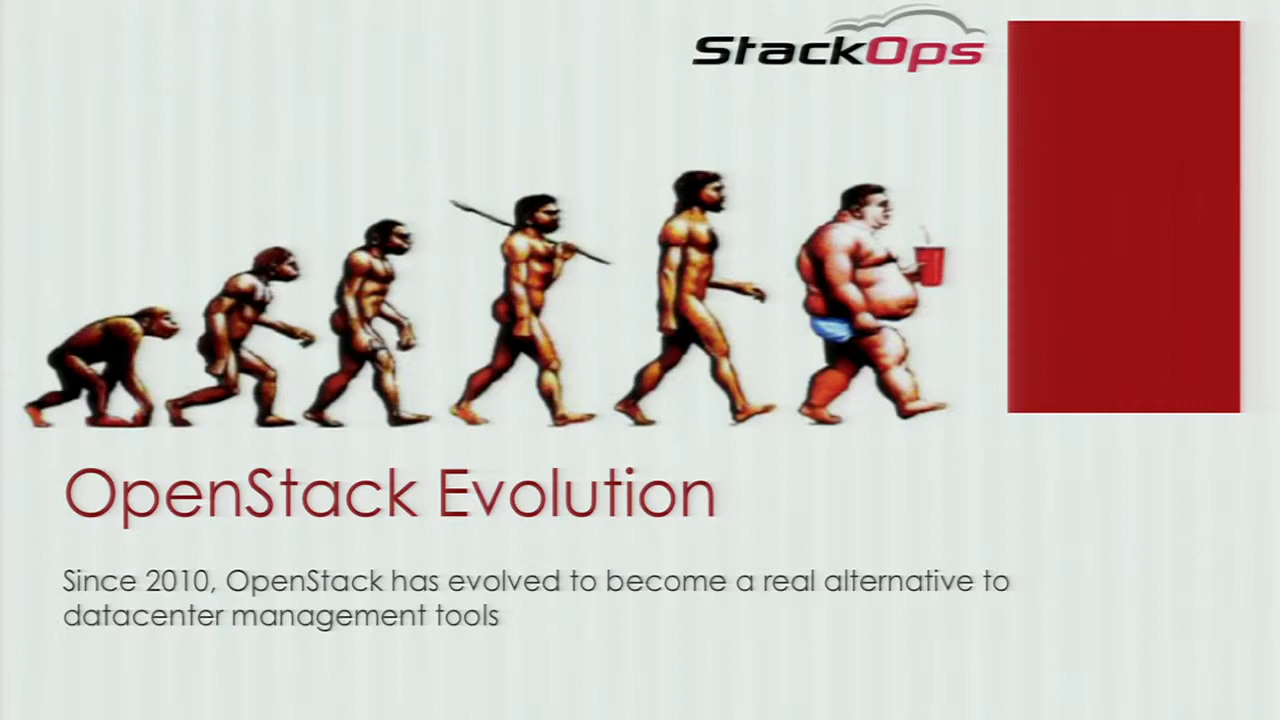 StackOps
OpenStack Evolution
Since 2010, OpenStack has evolved to become a real alternative to
datacenter management tools